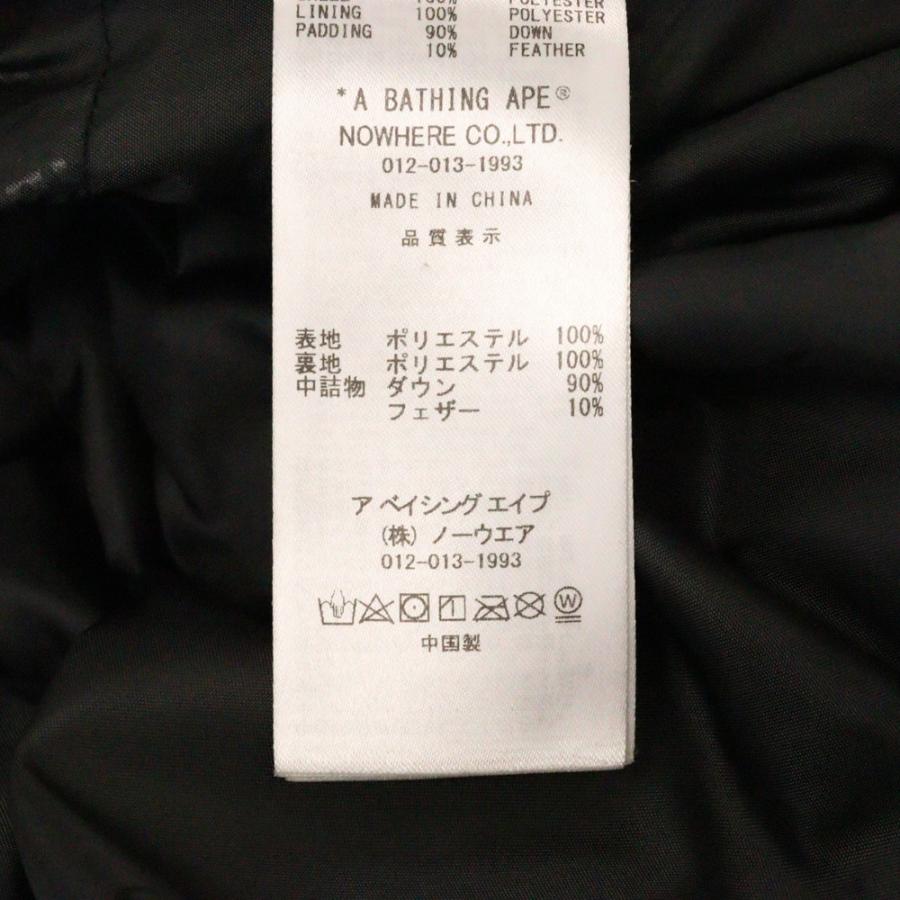 100% POLYESTER
LINING 100% POLYESTER
PADDING 90% DOWN
10% FEATHER
*A BATHING APE®
NOWHERE CO.,LTD.
012-013-1993
MADE IN CHINA
品質表示
表地 ポリエステル 100%
裏地 ポリエステル 100%
中詰物 ダウン 90%
フェザー 10%
ア ベイシング エイプ
(株) ノーウエア
012-013-1993
W
中国製